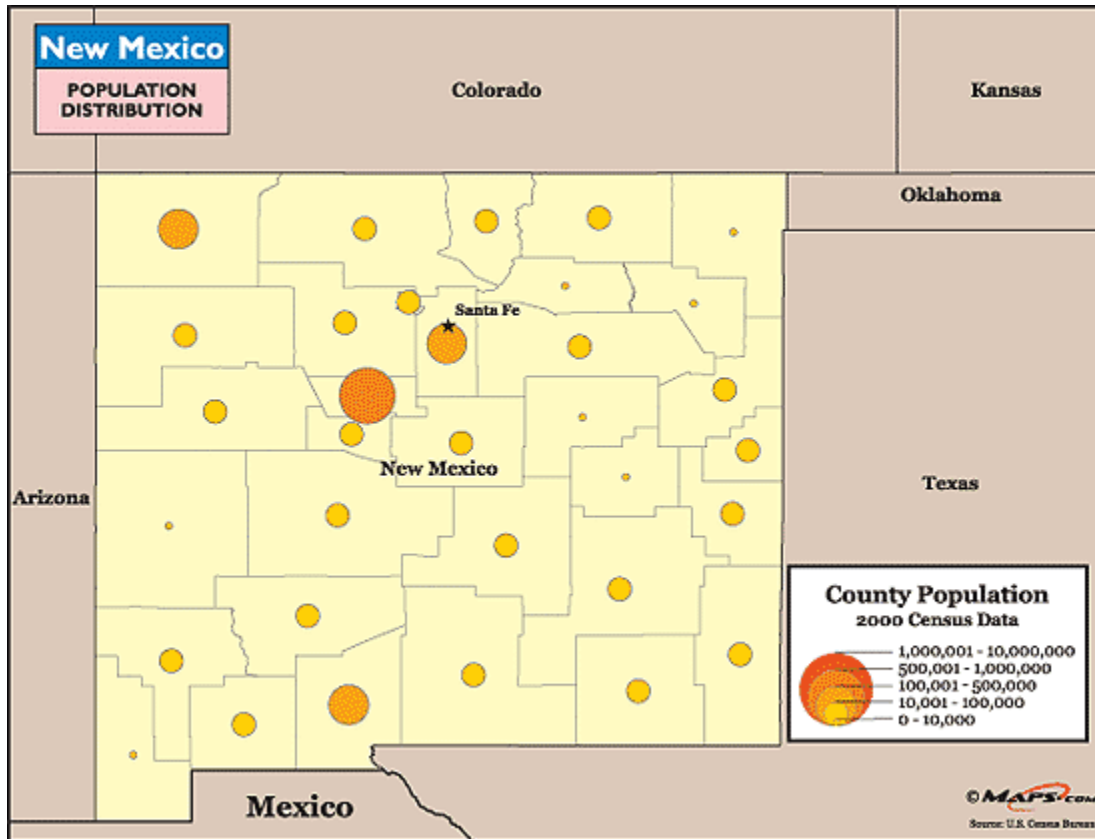 New Mexico
POPULATION
DISTRIBUTION
Colorado
Kansas
Oklahoma
Santa Fe
New Mexico
Arizona
Texas
County Population
2000 Census Data
1,000,001 - 10,000,000
500,001 - 1,000,000
100,001 - 500,000
10,001 - 100,000
0 - 10,000
Mexico
© MAPS.COM
Source: U.S. Census Bureau